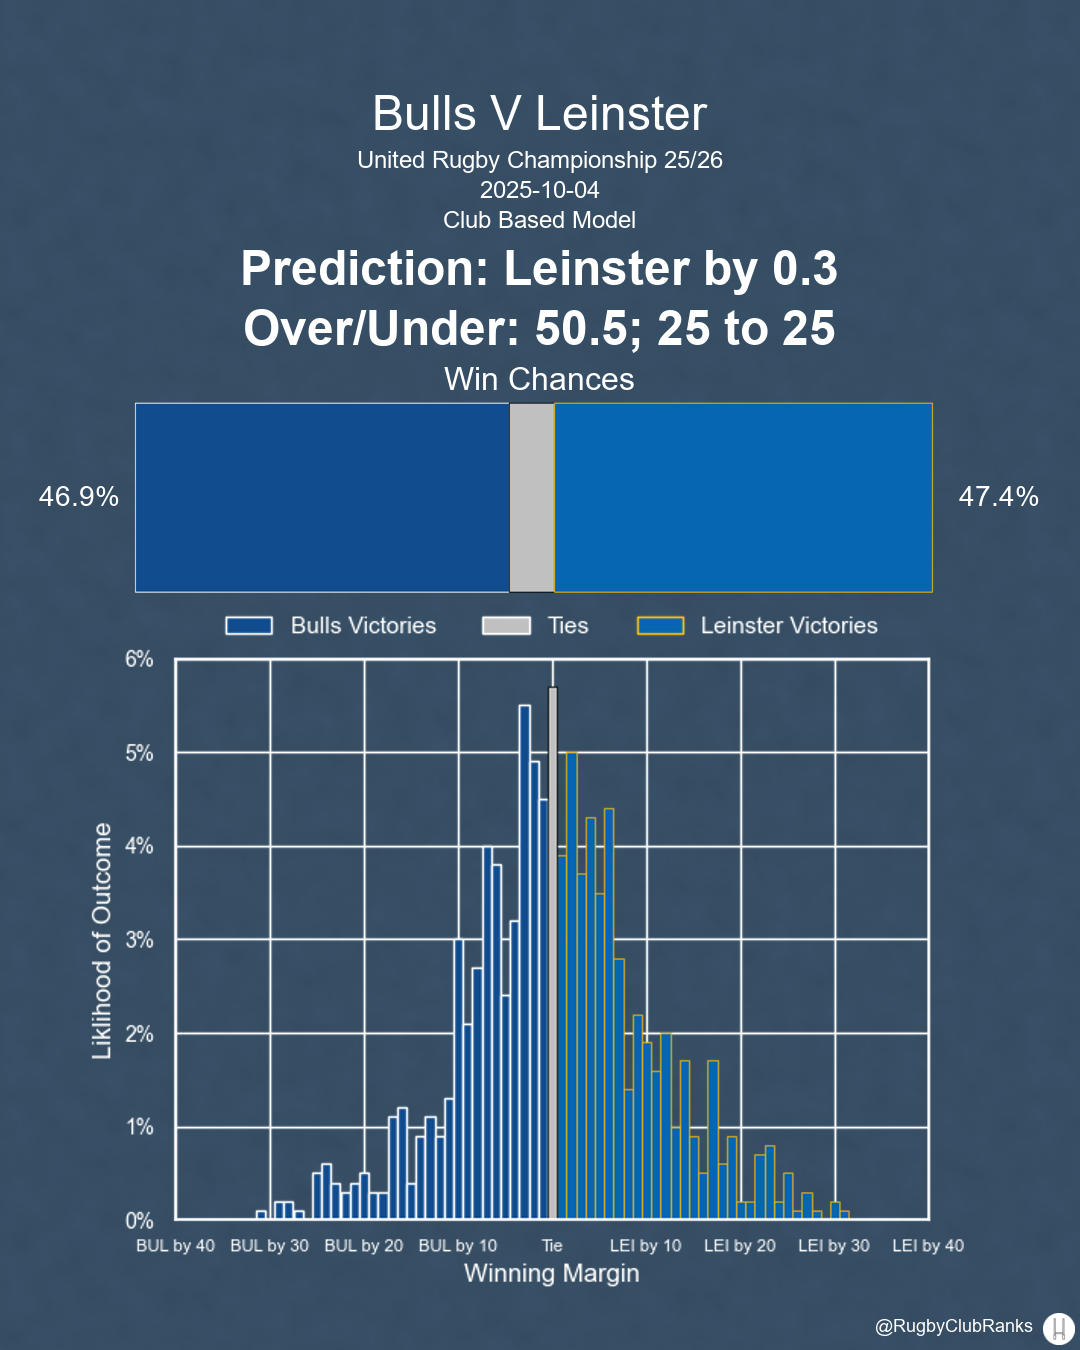 Bulls V Leinster
United Rugby Championship 25/26
2025-10-04
Club Based Model
Prediction: Leinster by 0.3
Over/Under: 50.5; 25 to 25
Win Chances
46.9%
47.4%
Bulls Victories Ties Leinster Victories
6%
5%
4%
3%
2%
1%
0%
Liklihood of Outcome
BUL by 40 BUL by 30 BUL by 20 BUL by 10 Tie LEI by 10 LEI by 20 LEI by 30 LEI by 40
Winning Margin
@RugbyClubRanks